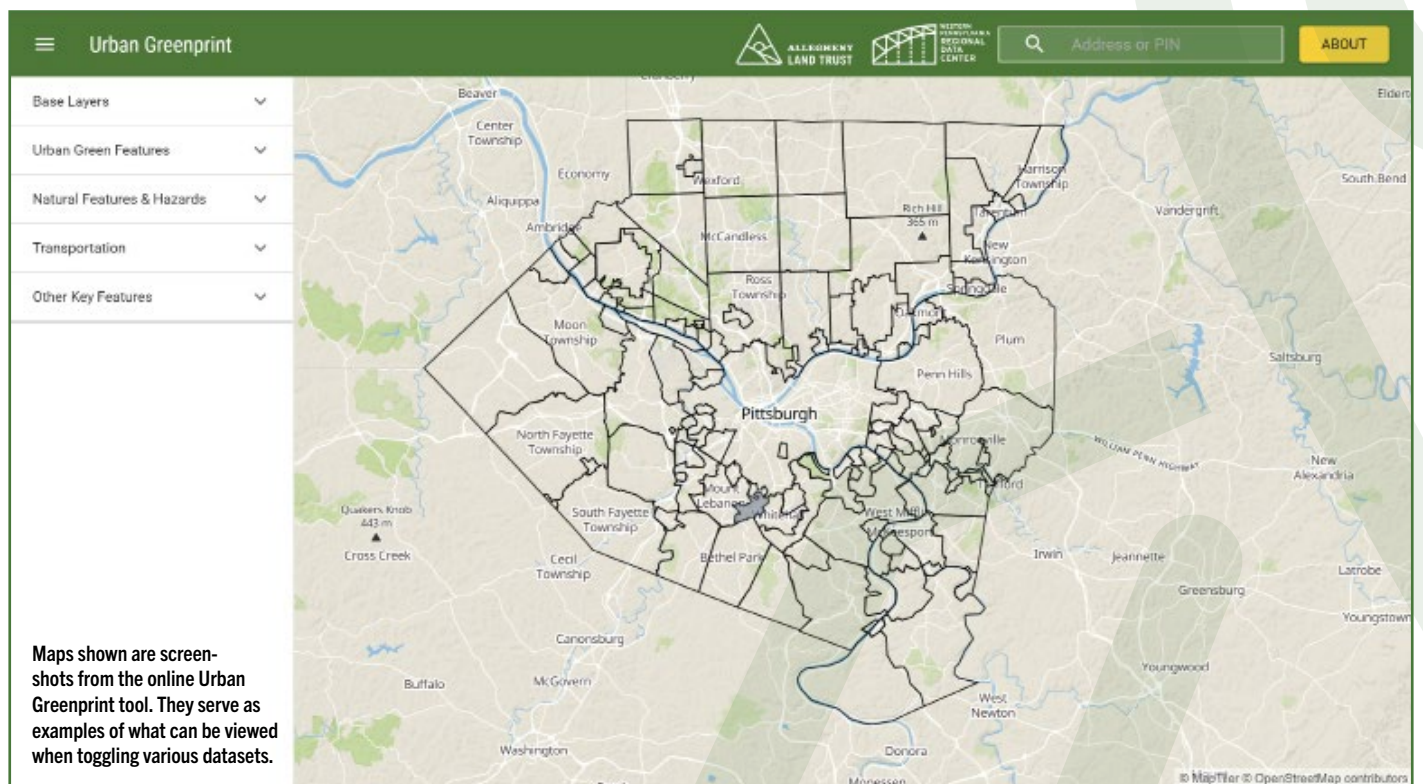 Urban Greenprint
ALLEGHENY
LAND TRUST
WESTERN
PENNSYLVANIA
REGIONAL
DATA
CENTER
Address or PIN
ABOUT
Base Layers
Urban Green Features
Natural Features & Hazards
Transportation
Other Key Features
Maps shown are screen-
shots from the online Urban
Greenprint tool. They serve as
examples of what can be viewed
when toggling various datasets.
Beaver
Center
Township
Economy
Aliquippa
Ambridge
Wexford
McCandless
Ross
Township
Rich Hill
365 m
Harrison
Township
Tarentum
New
Kensington
Springdale
Oakmont
Vandergrift
South Bend
Moon
Township
Plum
Penn Hills
Saltsburg
Pittsburgh
North Fayette
Township
Monroeville
WILLIAM PENN HIGHWAY
New
Alexandria
Mount
Lebanon
Whitehall
Quakers Knob
443 m
South Fayette
Township
West Mifflin
McKeesport
Cross Creek
Cecil
Township
Bethel Park
Irwin
Jeannette
Latrobe
Greensburg
Youngstown
Canonsburg
Buffalo
McGovern
Youngwood
West
Newton
Washington
Donora
Monessen
© MapTiler © OpenStreetMap contributors